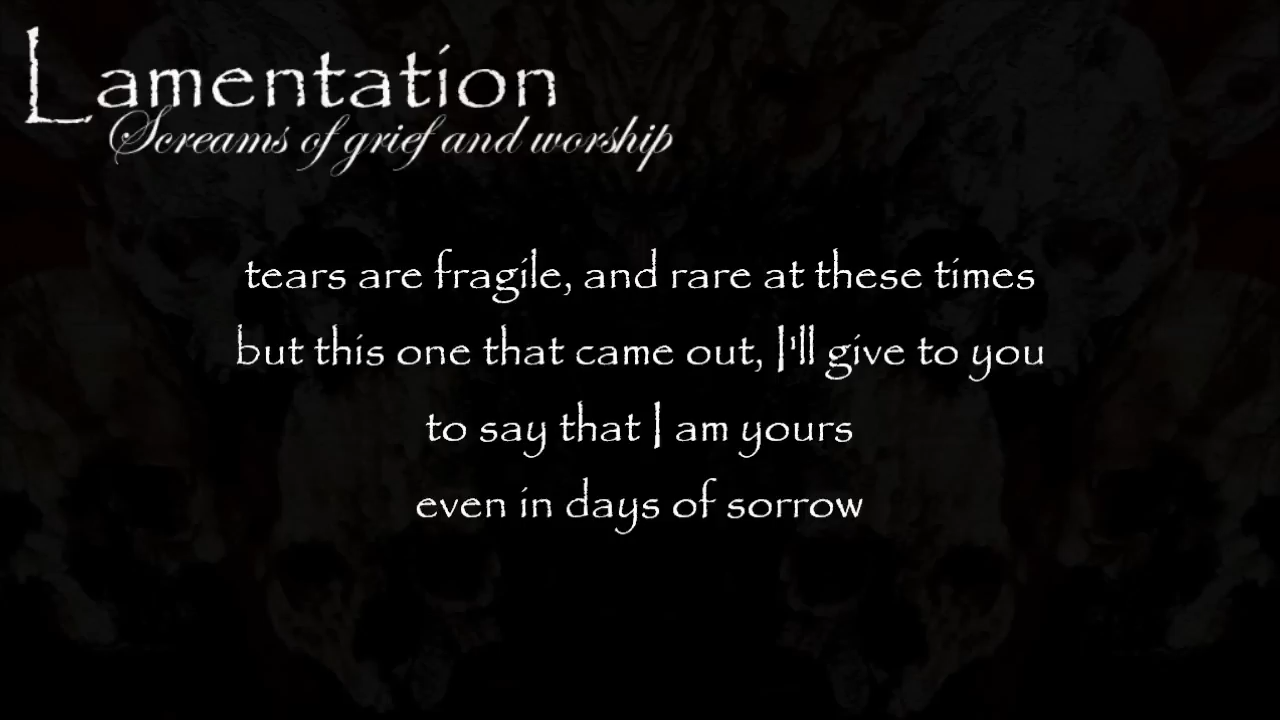 Lamentation
Screams of grief and worship
tears are fragile, and rare at these times
but this one that came out, I'll give to you
to say that I am yours
even in days of sorrow